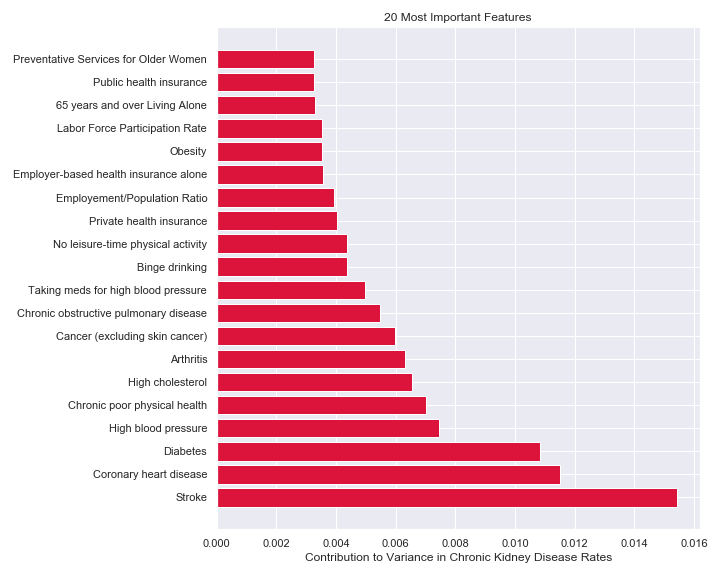 20 Most Important Features
Preventative Services for Older Women
Public health insurance
65 years and over Living Alone
Labor Force Participation Rate
Obesity
Employer-based health insurance alone
Employement/Population Ratio
Private health insurance
No leisure-time physical activity
Binge drinking
Taking meds for high blood pressure
Chronic obstructive pulmonary disease
Cancer (excluding skin cancer)
Arthritis
High cholesterol
Chronic poor physical health
High blood pressure
Diabetes
Coronary heart disease
Stroke
0.000 0.002 0.004 0.006 0.008 0.010 0.012 0.014 0.016
Contribution to Variance in Chronic Kidney Disease Rates